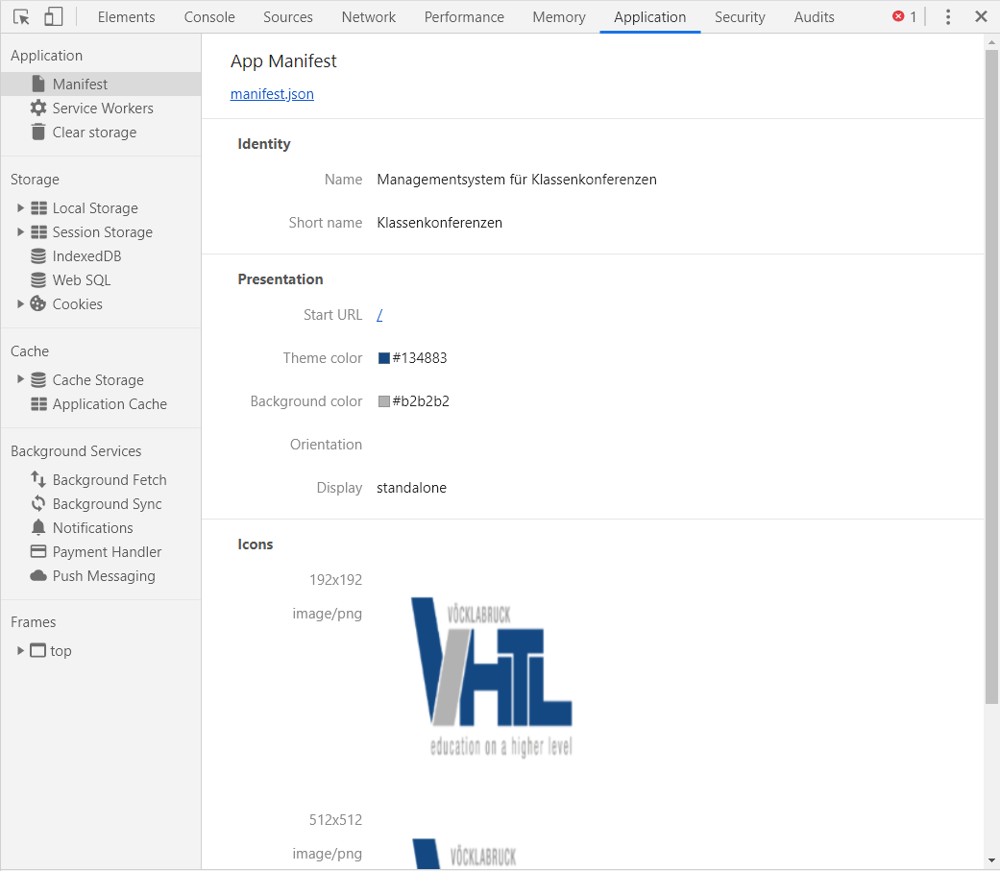 Elements Console Sources Network Performance Memory Application Security Audits 1
Application
Manifest
Service Workers
Clear storage
Storage
Local Storage
Session Storage
IndexedDB
Web SQL
Cookies
Cache
Cache Storage
Application Cache
Background Services
Background Fetch
Background Sync
Notifications
Payment Handler
Push Messaging
Frames
top
App Manifest
manifest.json
Identity
Name Managementsystem für Klassenkonferenzen
Short name Klassenkonferenzen
Presentation
Start URL /
Theme color #134883
Background color #b2b2b2
Orientation
Display standalone
Icons
192x192
image/png
VÖCKLABRUCK
HTL
education on a higher level
512x512
image/png
VÖCKLABRUCK